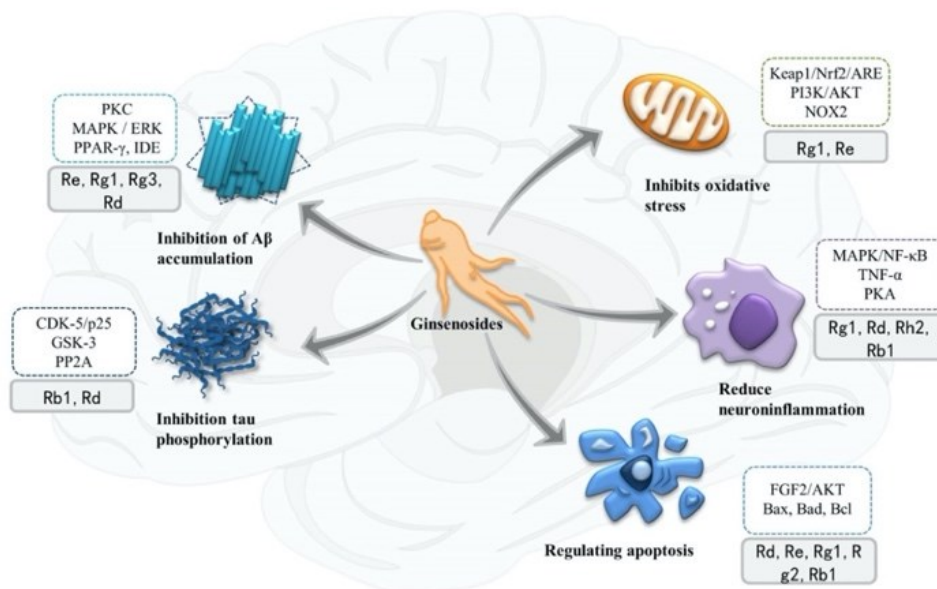 PKC
MAPK / ERK
PPAR-γ, IDE
Re, Rg1, Rg3,
Rd
Inhibition of Aβ
accumulation
CDK-5/p25
GSK-3
PP2A
Rb1, Rd
Inhibition tau
phosphorylation
Ginsenosides
Keap1/Nrf2/ARE
PI3K/AKT
NOX2
Rg1, Re
Inhibits oxidative
stress
MAPK/NF-κB
TNF-α
PKA
Rg1, Rd, Rh2,
Rb1
Reduce
neuroinflammation
FGF2/AKT
Bax, Bad, Bcl
Rd, Re, Rg1, R
g2, Rb1
Regulating apoptosis